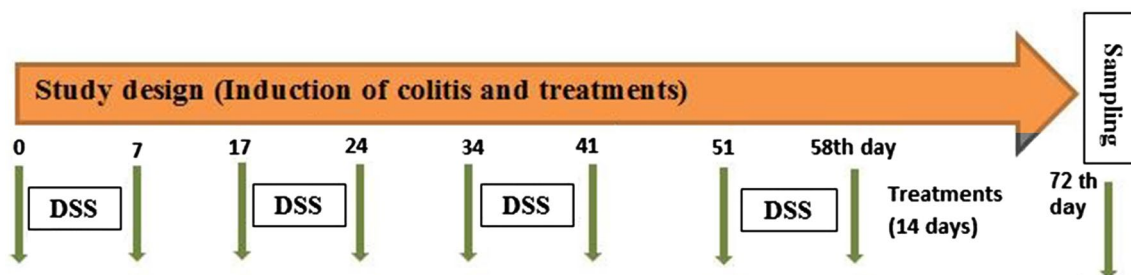 Study design (Induction of colitis and treatments)
Sampling
0 7 17 24 34 41 51 58th day
DSS DSS DSS DSS
Treatments
(14 days)
72 th
day